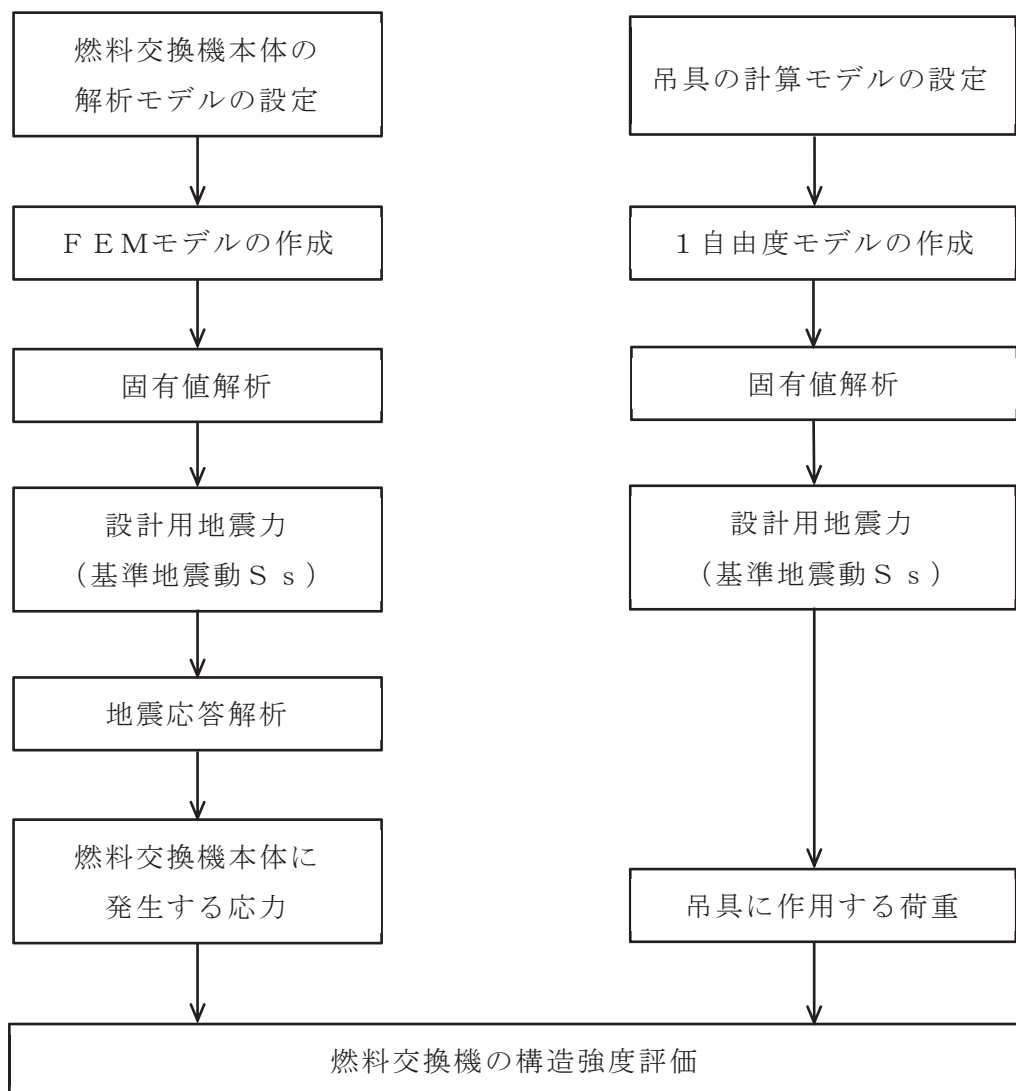 燃料交換機本体の
解析モデルの設定
ＦＥＭモデルの作成
固有値解析
設計用地震力
（基準地震動Ｓｓ）
地震応答解析
燃料交換機本体に
発生する応力
吊具の計算モデルの設定
１自由度モデルの作成
固有値解析
設計用地震力
（基準地震動Ｓｓ）
吊具に作用する荷重
燃料交換機の構造強度評価